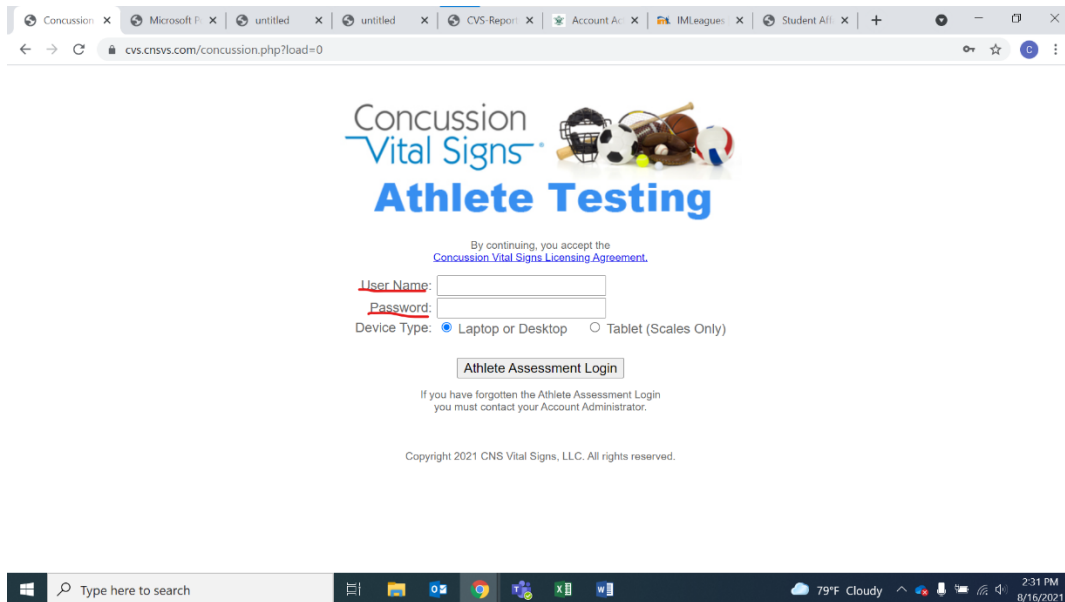 Concussion
Microsoft P
untitled
untitled
CVS-Report
Account Ac
IMLeagues
Student Aff
cvs.cnsvs.com/concussion.php?load=0
C
Concussion
Vital Signs
Athlete Testing
By continuing, you accept the
Concussion Vital Signs Licensing Agreement.
User Name:
Password:
Device Type: Laptop or Desktop Tablet (Scales Only)
Athlete Assessment Login
If you have forgotten the Athlete Assessment Login
you must contact your Account Administrator.
Copyright 2021 CNS Vital Signs, LLC. All rights reserved.
Type here to search
79°F Cloudy
2:31 PM
8/16/2021